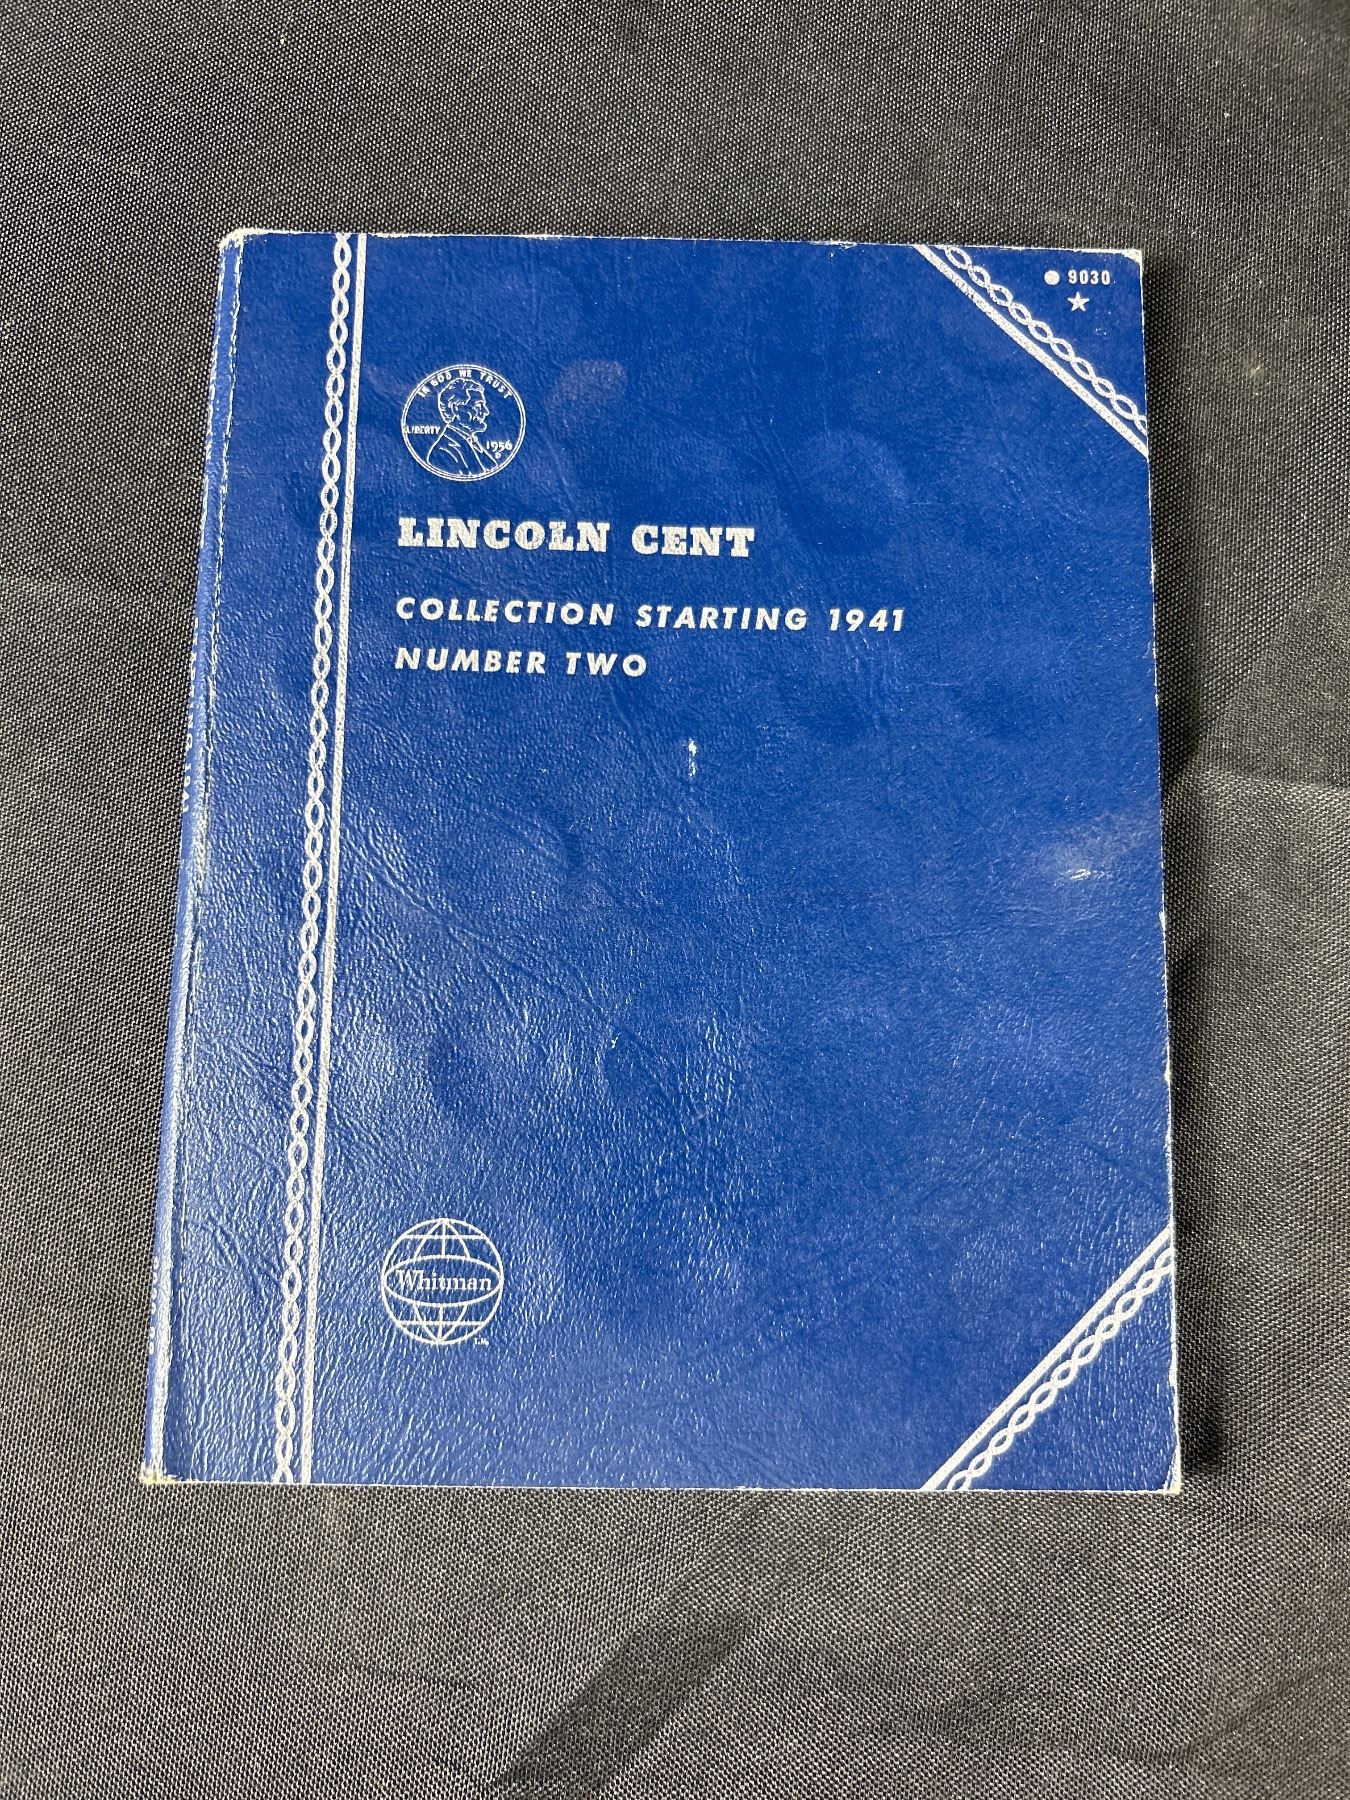 9030
IN GOD WE TRUST
LIBERTY
1956
D
LINCOLN CENT
COLLECTION STARTING 1941
NUMBER TWO
Whitman
T.M.